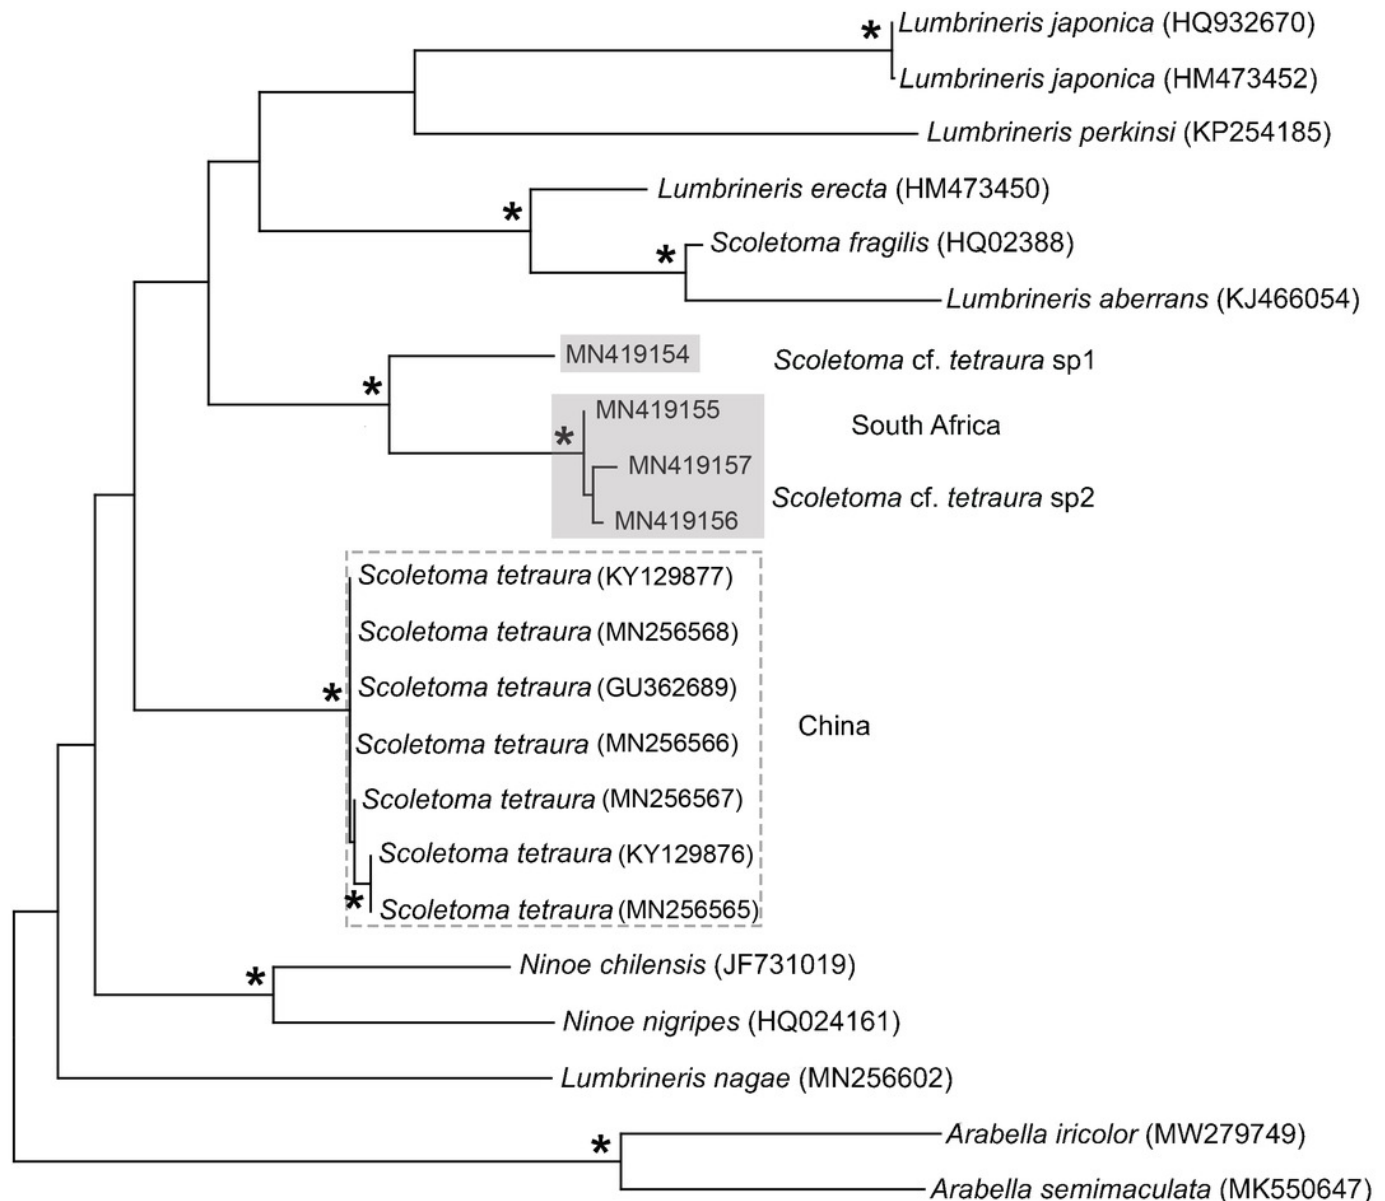 *
Lumbrineris japonica (HQ932670)
Lumbrineris japonica (HM473452)
Lumbrineris perkinsi (KP254185)
Lumbrineris erecta (HM473450)
*
Scoletoma fragilis (HQ02388)
*
Lumbrineris aberrans (KJ466054)
MN419154
Scoletoma cf. tetraura sp1
*
MN419155
South Africa
*
MN419157
Scoletoma cf. tetraura sp2
MN419156
Scoletoma tetraura (KY129877)
Scoletoma tetraura (MN256568)
*
Scoletoma tetraura (GU362689)
China
Scoletoma tetraura (MN256566)
Scoletoma tetraura (MN256567)
Scoletoma tetraura (KY129876)
*
Scoletoma tetraura (MN256565)
*
Ninoe chilensis (JF731019)
Ninoe nigripes (HQ024161)
Lumbrineris nagae (MN256602)
*
Arabella iricolor (MW279749)
Arabella semimaculata (MK550647)